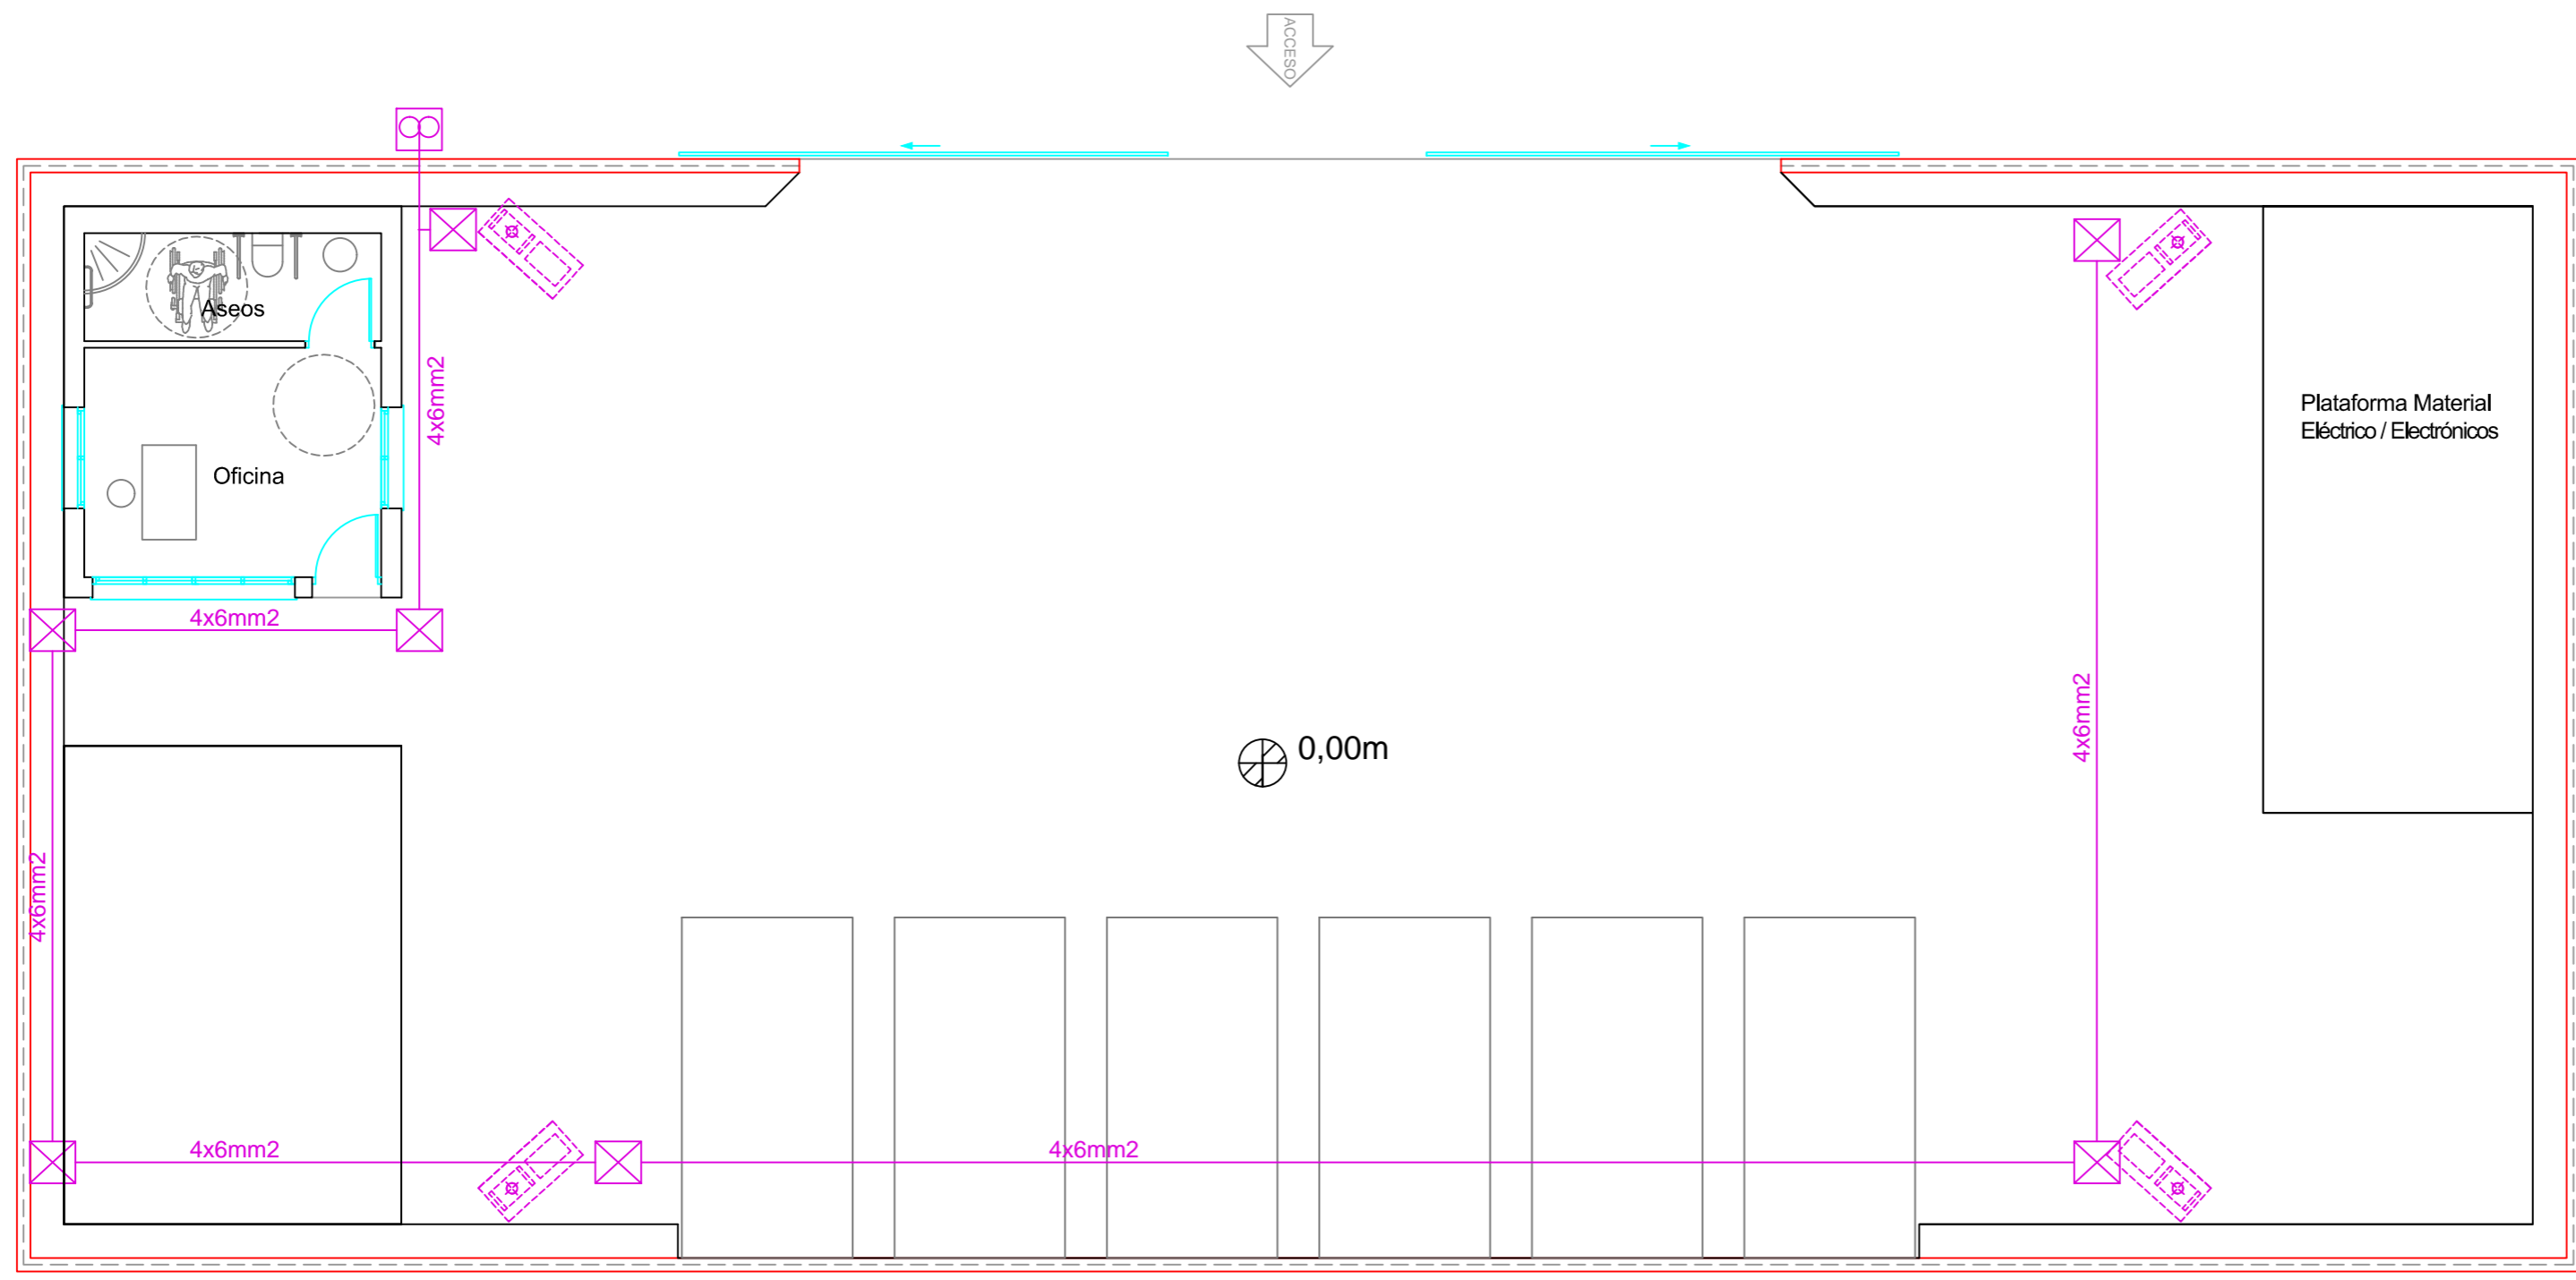 ACCESO
Aseos
4x6mm2
Plataforma Material
Eléctrico / Electrónicos
Oficina
4x6mm2
4x6mm2
0,00m
4x6mm2
4x6mm2
4x6mm2